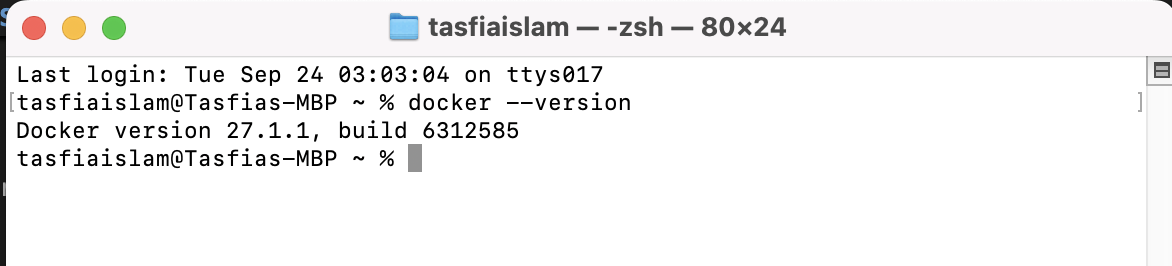 tasfiaislam — -zsh — 80×24
Last login: Tue Sep 24 03:03:04 on ttys017
[tasfiaislam@Tasfias-MBP ~ % docker --version ]
Docker version 27.1.1, build 6312585
tasfiaislam@Tasfias-MBP ~ %